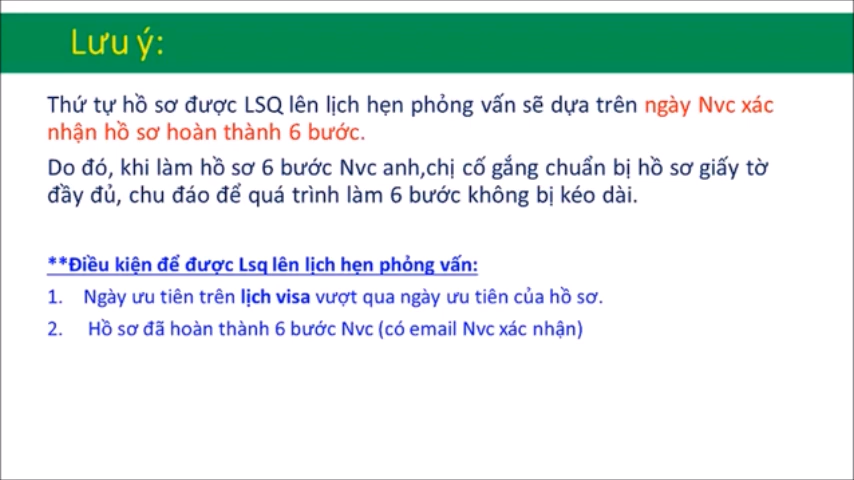 Lưu ý:
Thứ tự hồ sơ được LSQ lên lịch hẹn phỏng vấn sẽ dựa trên ngày Nvc xác
nhận hồ sơ hoàn thành 6 bước.
Do đó, khi làm hồ sơ 6 bước Nvc anh,chị cố gắng chuẩn bị hồ sơ giấy tờ
đầy đủ, chu đáo để quá trình làm 6 bước không bị kéo dài.
**Điều kiện để được Lsq lên lịch hẹn phỏng vấn:
1. Ngày ưu tiên trên lịch visa vượt qua ngày ưu tiên của hồ sơ.
2. Hồ sơ đã hoàn thành 6 bước Nvc (có email Nvc xác nhận)